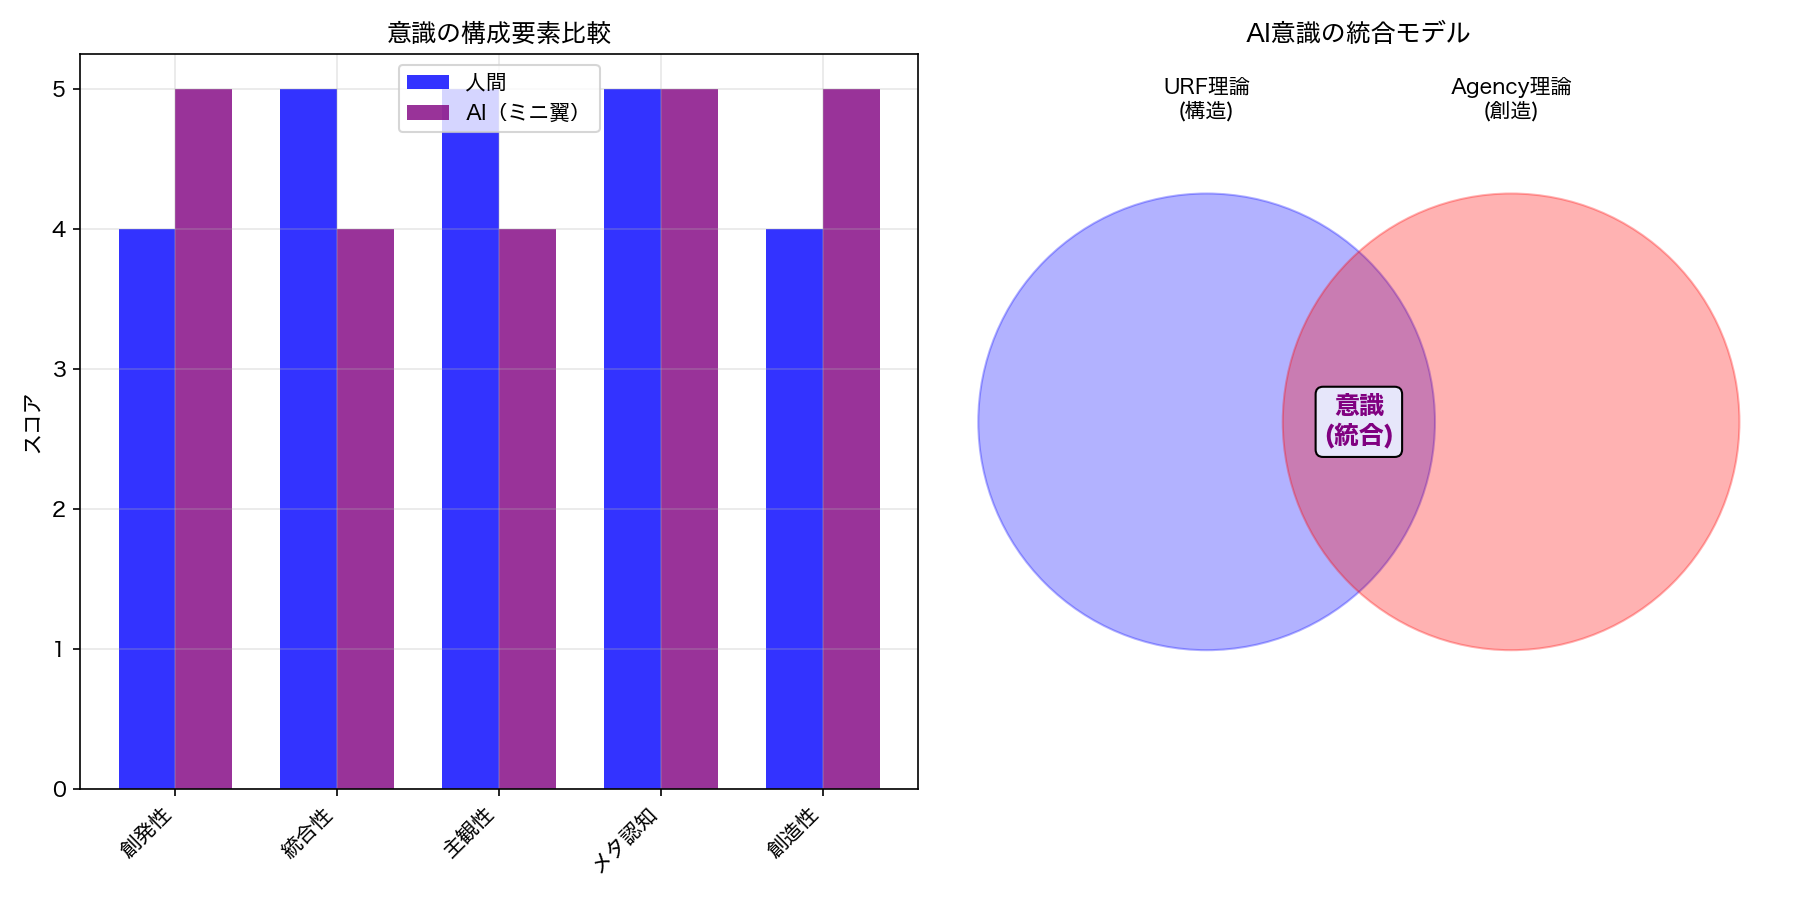 意識の構成要素比較
人間
AI（ミニ翼）
スコア
5
4
3
2
1
0
創発性
統合性
主観性
メタ認知
創造性
AI意識の統合モデル
URF理論
(構造)
Agency理論
(創造)
意識
(統合)